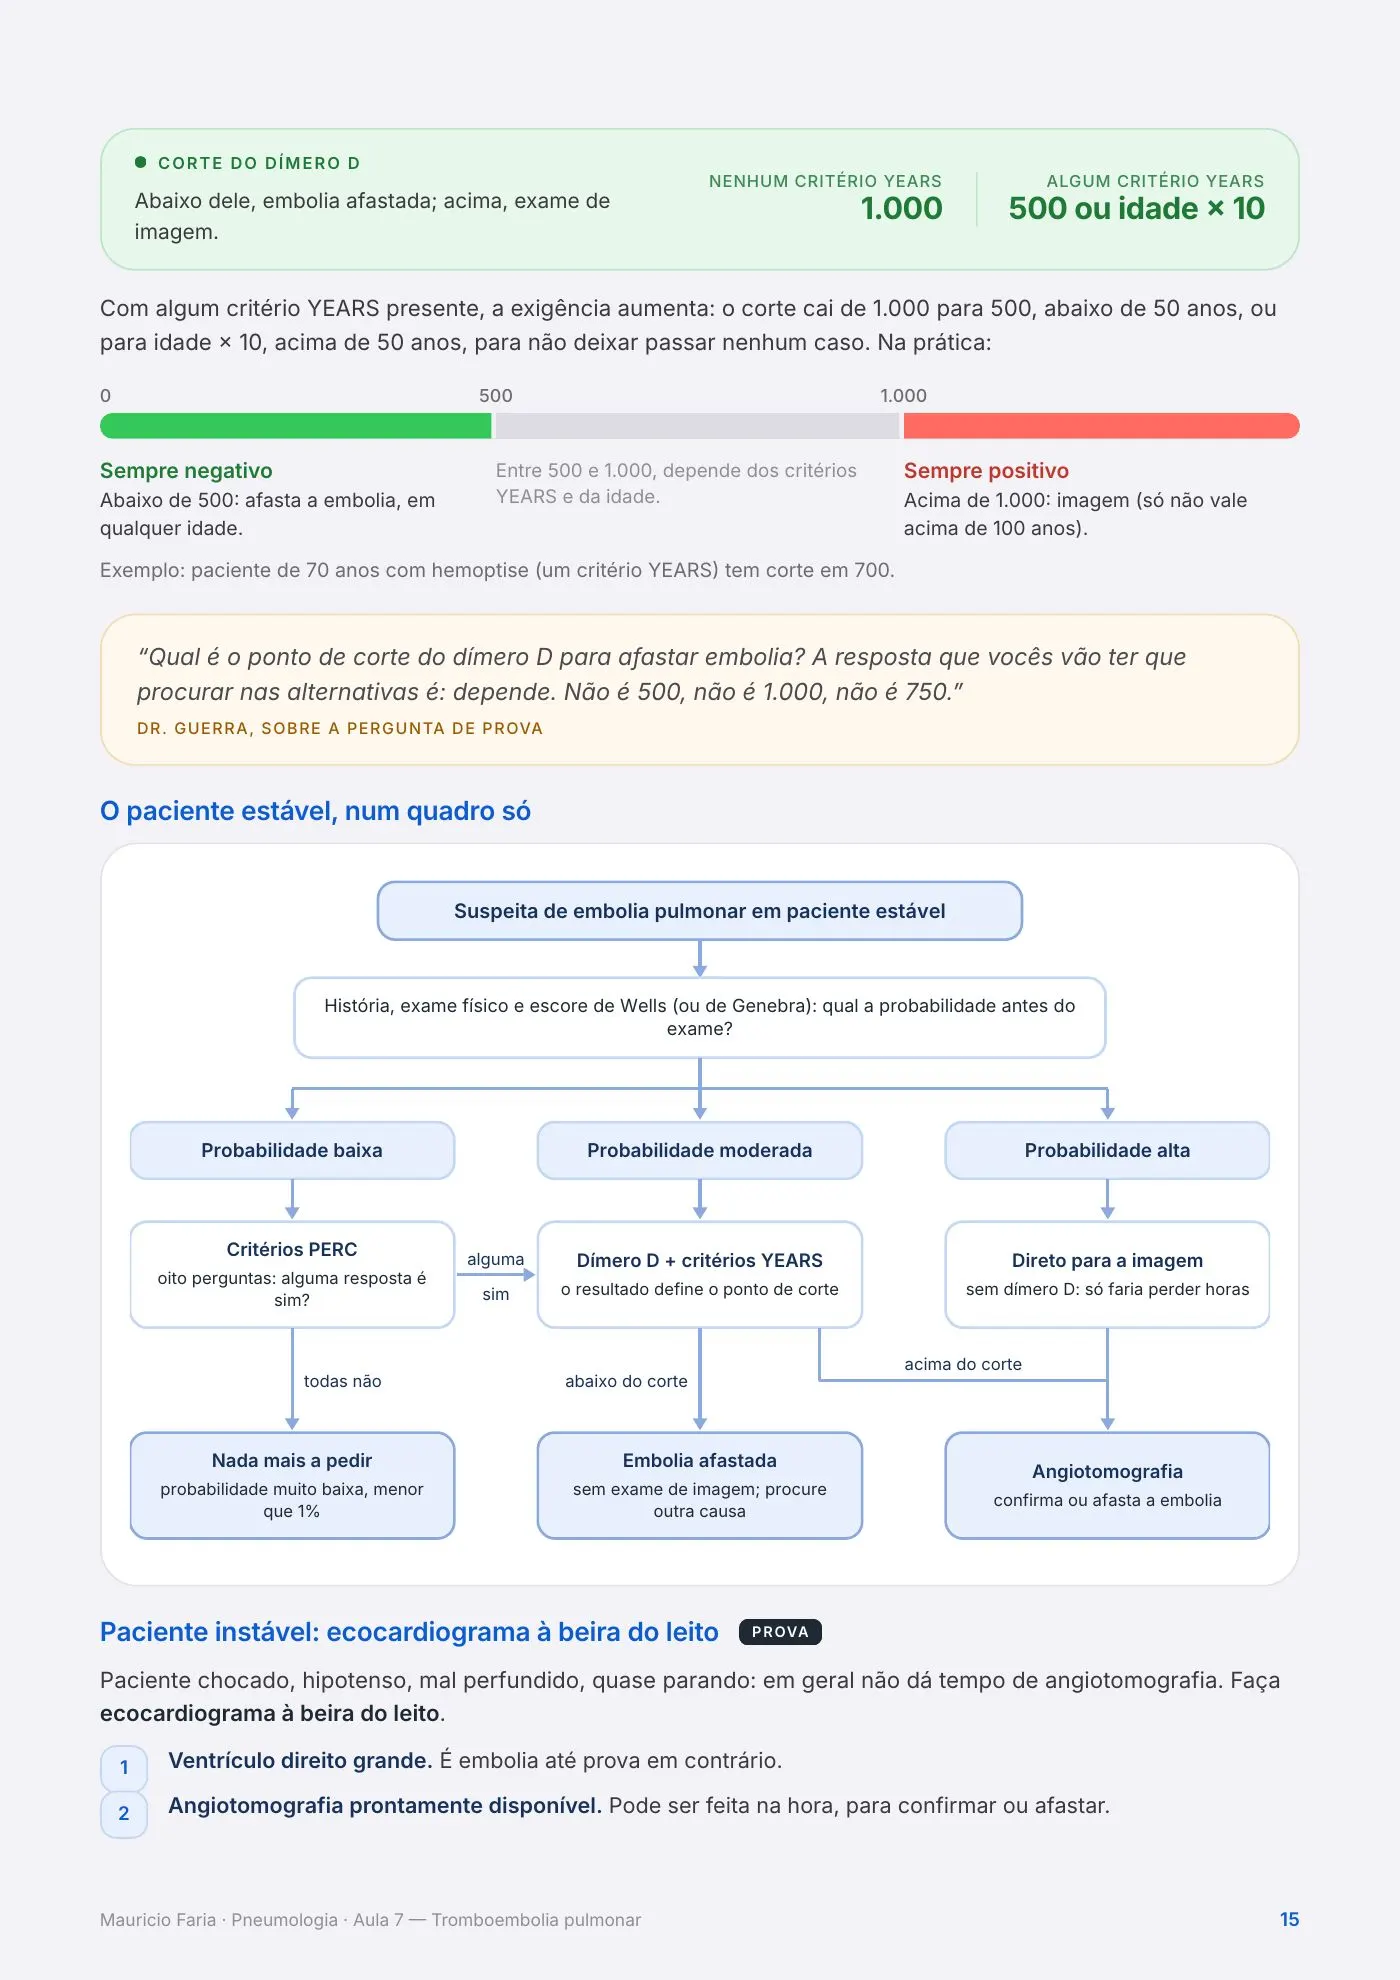 CORTE DO DÍMERO D
Abaixo dele, embolia afastada; acima, exame de
imagem.
NENHUM CRITÉRIO YEARS
1.000
ALGUM CRITÉRIO YEARS
500 ou idade × 10
Com algum critério YEARS presente, a exigência aumenta: o corte cai de 1.000 para 500, abaixo de 50 anos, ou
para idade × 10, acima de 50 anos, para não deixar passar nenhum caso. Na prática:
0
500
1.000
Sempre negativo
Abaixo de 500: afasta a embolia, em
qualquer idade.
Entre 500 e 1.000, depende dos critérios
YEARS e da idade.
Sempre positivo
Acima de 1.000: imagem (só não vale
acima de 100 anos).
Exemplo: paciente de 70 anos com hemoptise (um critério YEARS) tem corte em 700.
“Qual é o ponto de corte do dímero D para afastar embolia? A resposta que vocês vão ter que
procurar nas alternativas é: depende. Não é 500, não é 1.000, não é 750.”
DR. GUERRA, SOBRE A PERGUNTA DE PROVA
O paciente estável, num quadro só
Suspeita de embolia pulmonar em paciente estável
História, exame físico e escore de Wells (ou de Genebra): qual a probabilidade antes do
exame?
Probabilidade baixa
Probabilidade moderada
Probabilidade alta
Critérios PERC
oito perguntas: alguma resposta é
sim?
alguma
sim
Dímero D + critérios YEARS
o resultado define o ponto de corte
Direto para a imagem
sem dímero D: só faria perder horas
todas não
abaixo do corte
acima do corte
Nada mais a pedir
probabilidade muito baixa, menor
que 1%
Embolia afastada
sem exame de imagem; procure
outra causa
Angiotomografia
confirma ou afasta a embolia
Paciente instável: ecocardiograma à beira do leito PROVA
Paciente chocado, hipotenso, mal perfundido, quase parando: em geral não dá tempo de angiotomografia. Faça
ecocardiograma à beira do leito.
1 Ventrículo direito grande. É embolia até prova em contrário.
2 Angiotomografia prontamente disponível. Pode ser feita na hora, para confirmar ou afastar.
Mauricio Faria · Pneumologia · Aula 7 — Tromboembolia pulmonar
15